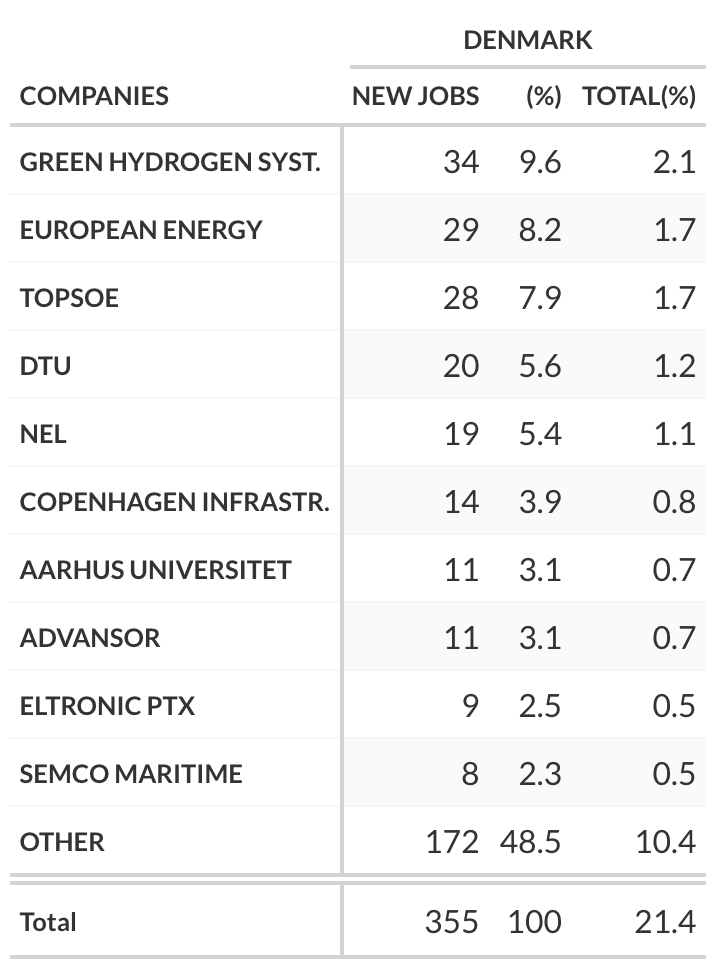 DENMARK
COMPANIES NEW JOBS (%) TOTAL(%)
GREEN HYDROGEN SYST. 34 9.6 2.1
EUROPEAN ENERGY 29 8.2 1.7
TOPSOE 28 7.9 1.7
DTU 20 5.6 1.2
NEL 19 5.4 1.1
COPENHAGEN INFRASTR. 14 3.9 0.8
AARHUS UNIVERSITET 11 3.1 0.7
ADVANSOR 11 3.1 0.7
ELTRONIC PTX 9 2.5 0.5
SEMCO MARITIME 8 2.3 0.5
OTHER 172 48.5 10.4
Total 355 100 21.4